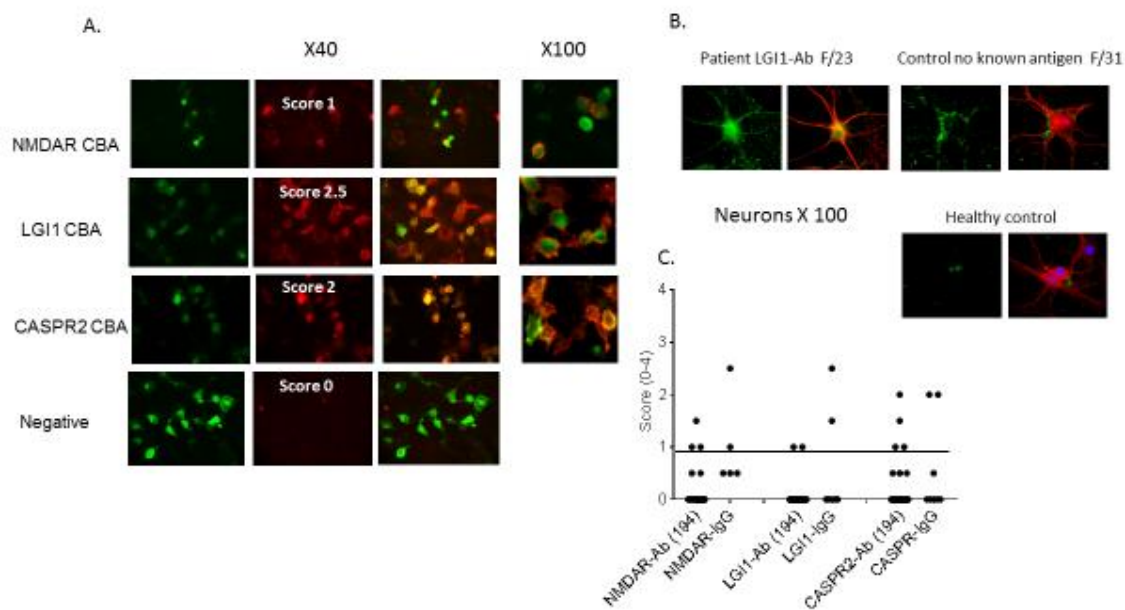 A.
X40
X100
NMDAR CBA
Score 1
LGI1 CBA
Score 2.5
CASPR2 CBA
Score 2
Negative
Score 0
B.
Patient LGI1-Ab F/23
Control no known antigen F/31
Neurons X 100
Healthy control
C.
Score (0-4)
4
3
2
1
0
NMDAR-Ab (194)
NMDAR-IgG
LGI1-Ab (194)
LGI1-IgG
CASPR2-Ab (194)
CASPR-IgG